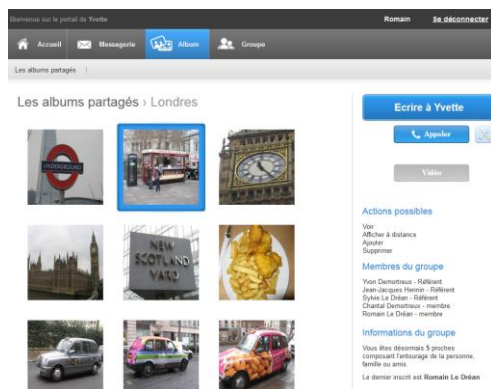 Bienvenue sur le portail de Yvette
Romain
Se déconnecter
Accueil
Messagerie
Album
Groupe
Les albums partagés |
Les albums partagés › Londres
Ecrire à Yvette
UNDERGROUND
Appeler
Vidéo
Actions possibles
Voir
Afficher à distance
Ajouter
Supprimer
NEW
SCOTLAND
YARD
Membres du groupe
Yvon Demortreux - Référent
Jean-Jacques Hennin - Référent
Sylvie Le Dréan - Référent
Chantal Demortreux - membre
Romain Le Dréan - membre
Informations du groupe
Vous êtes désormais 5 proches
composant l'entourage de la personne,
famille ou amis.
Le dernier inscrit est Romain Le Dréan